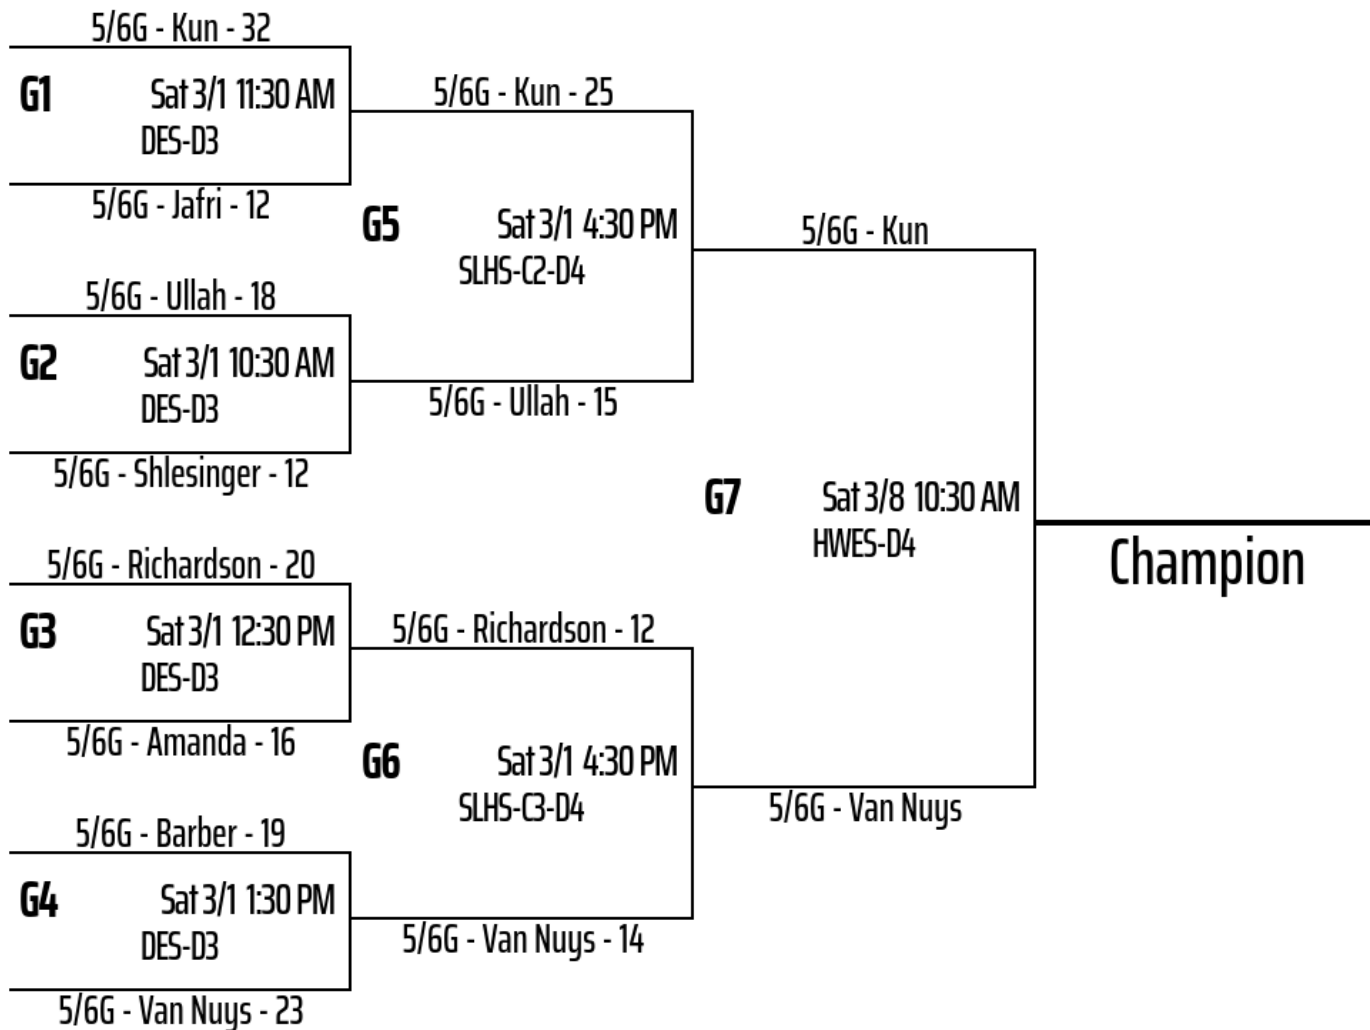 5/6G - Kun - 32
G1 Sat 3/1 11:30 AM
DES-D3
5/6G - Jafri - 12
5/6G - Ullah - 18
G2 Sat 3/1 10:30 AM
DES-D3
5/6G - Shlesinger - 12
5/6G - Richardson - 20
G3 Sat 3/1 12:30 PM
DES-D3
5/6G - Amanda - 16
5/6G - Barber - 19
G4 Sat 3/1 1:30 PM
DES-D3
5/6G - Van Nuys - 23
5/6G - Kun - 25
G5 Sat 3/1 4:30 PM
SLHS-C2-D4
5/6G - Ullah - 15
5/6G - Richardson - 12
G6 Sat 3/1 4:30 PM
SLHS-C3-D4
5/6G - Van Nuys - 14
5/6G - Kun
G7 Sat 3/8 10:30 AM
HWES-D4
5/6G - Van Nuys
Champion